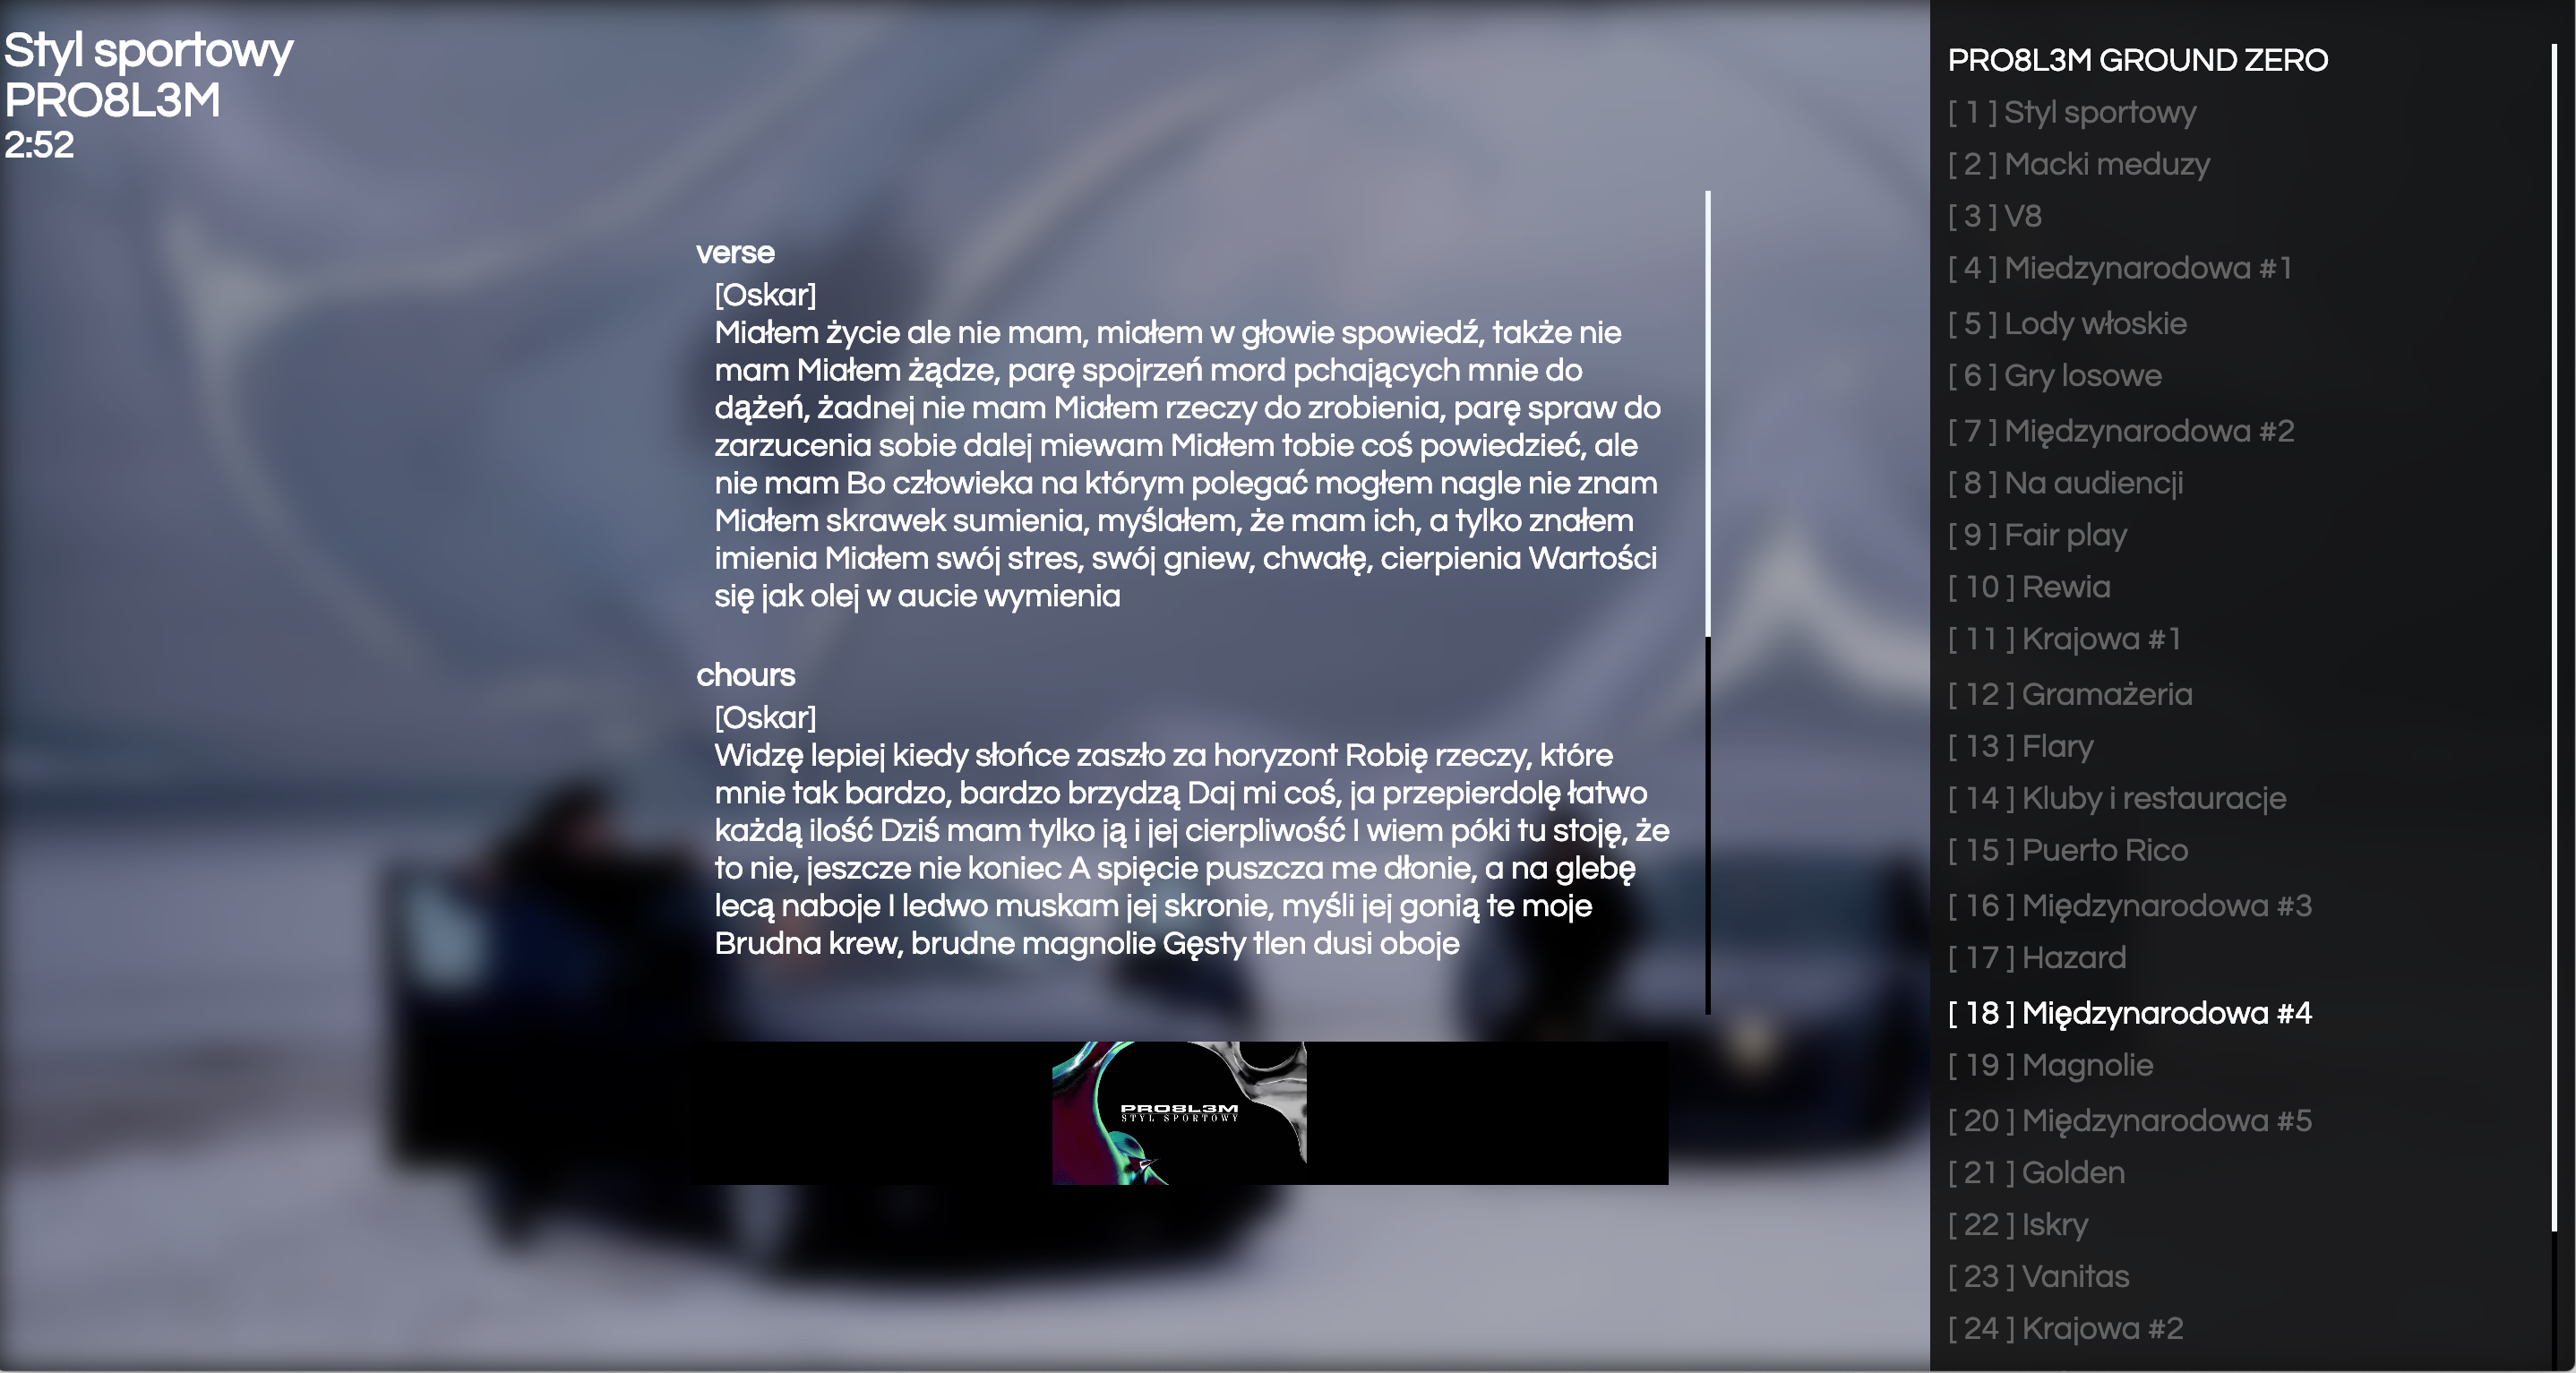 Styl sportowy
PRO8L3M
2:52
verse
[Oskar]
Miałem życie ale nie mam, miałem w głowie spowiedź, także nie
mam Miałem żądze, parę spojrzeń mord pchających mnie do
dążeń, żadnej nie mam Miałem rzeczy do zrobienia, parę spraw do
zarzucenia sobie dalej miewam Miałem tobie coś powiedzieć, ale
nie mam Bo człowieka na którym polegać mogłem nagle nie znam
Miałem skrawek sumienia, myślałem, że mam ich, a tylko znałem
imienia Miałem swój stres, swój gniew, chwałę, cierpienia Wartości
się jak olej w aucie wymienia
chours
[Oskar]
Widzę lepiej kiedy słońce zaszło za horyzont Robię rzeczy, które
mnie tak bardzo, bardzo brzydzą Daj mi coś, ja przepierdolę łatwo
każdą ilość Dziś mam tylko ją i jej cierpliwość I wiem póki tu stoję, że
to nie, jeszcze nie koniec A spięcie puszcza me dłonie, a na glebę
lecą naboje I ledwo muskam jej skronie, myśli jej gonią te moje
Brudna krew, brudne magnolie Gęsty tlen dusi oboje
PRO8L3M
STYL SPORTOWY
PRO8L3M GROUND ZERO
[ 1 ] Styl sportowy
[ 2 ] Macki meduzy
[ 3 ] V8
[ 4 ] Miedzynarodowa #1
[ 5 ] Lody włoskie
[ 6 ] Gry losowe
[ 7 ] Międzynarodowa #2
[ 8 ] Na audiencji
[ 9 ] Fair play
[ 10 ] Rewia
[ 11 ] Krajowa #1
[ 12 ] Gramażeria
[ 13 ] Flary
[ 14 ] Kluby i restauracje
[ 15 ] Puerto Rico
[ 16 ] Międzynarodowa #3
[ 17 ] Hazard
[ 18 ] Międzynarodowa #4
[ 19 ] Magnolie
[ 20 ] Międzynarodowa #5
[ 21 ] Golden
[ 22 ] Iskry
[ 23 ] Vanitas
[ 24 ] Krajowa #2